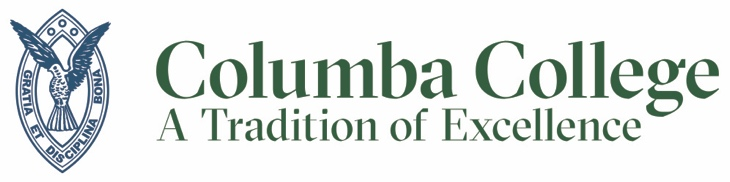 GRATIA ET DISCIPLINA BONA
Columba College
A Tradition of Excellence